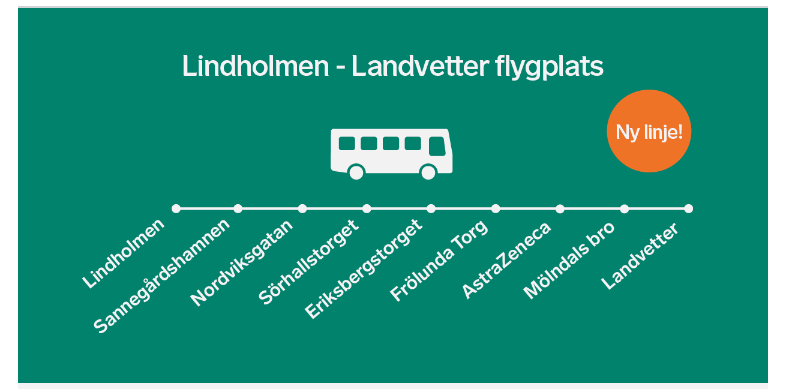 Lindholmen - Landvetter flygplats
Ny linje!
Lindholmen
Sannegårdshamnen
Nordviksgatan
Sörhallstorget
Eriksbergstorget
Frölunda Torg
AstraZeneca
Mölndals bro
Landvetter